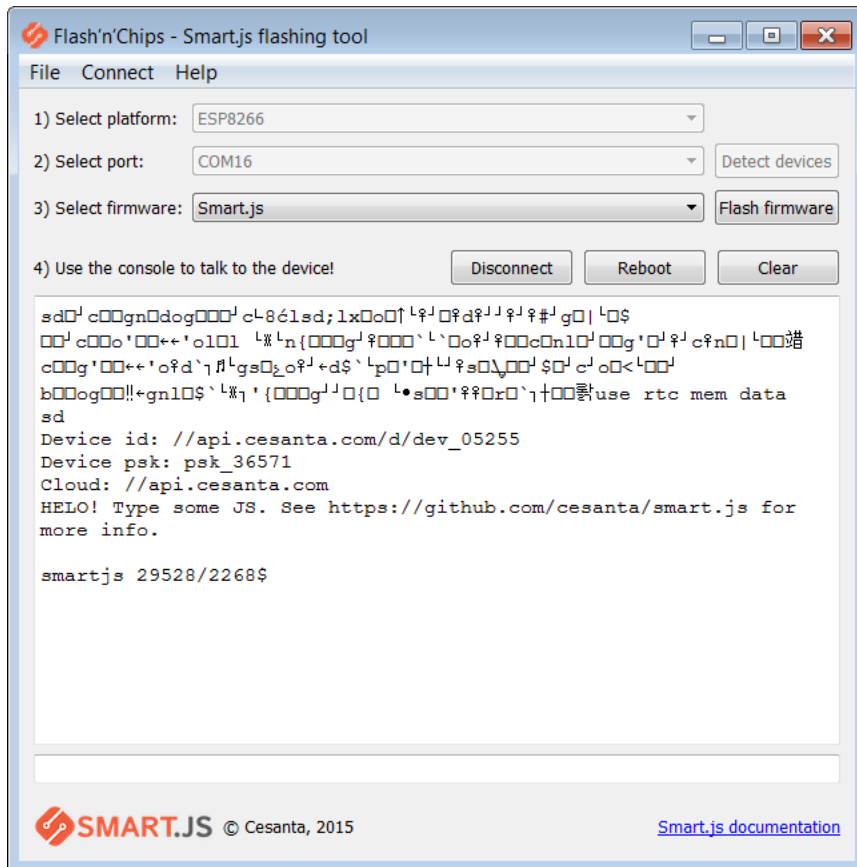 Flash'n'Chips - Smart.js flashing tool
File Connect Help
1) Select platform: ESP8266
2) Select port: COM16 Detect devices
3) Select firmware: Smart.js Flash firmware
4) Use the console to talk to the device! Disconnect Reboot Clear
use rtc mem data
sd
Device id: //api.cesanta.com/d/dev_05255
Device psk: psk_36571
Cloud: //api.cesanta.com
HELO! Type some JS. See https://github.com/cesanta/smart.js for
more info.
smartjs 29528/2268$
SMART.JS © Cesanta, 2015 Smart.js documentation